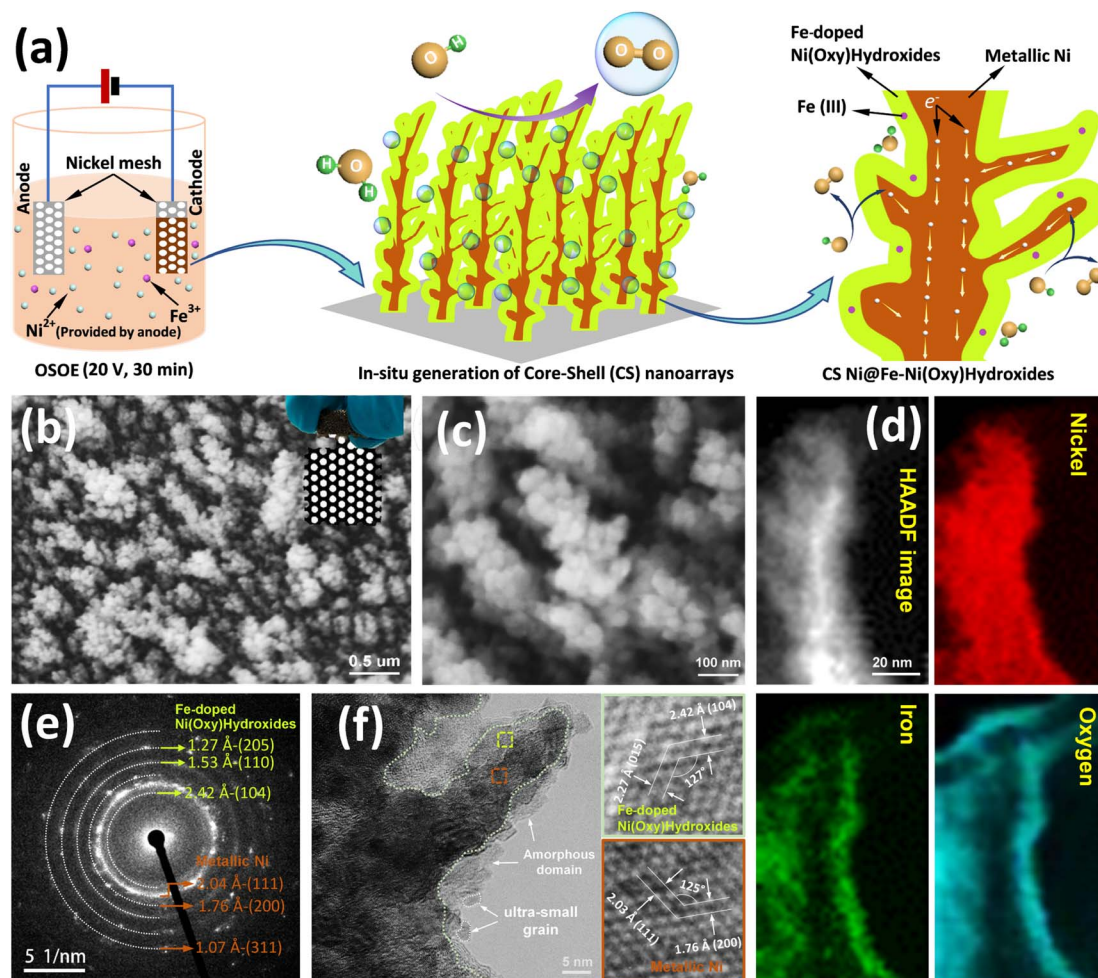 (a)
Anode
Nickel mesh
Cathode
Ni2+ (Provided by anode)
Fe3+
OSOE (20 V, 30 min)
O
H
O O
H
O
H
In-situ generation of Core-Shell (CS) nanoarrays
Fe-doped
Ni(Oxy)Hydroxides
Metallic Ni
Fe (III)
e-
CS Ni@Fe-Ni(Oxy)Hydroxides
(b)
0.5 um
(c)
100 nm
(d)
HAADF image
20 nm
Nickel
(e)
Fe-doped
Ni(Oxy)Hydroxides
1.27 Å-(205)
1.53 Å-(110)
2.42 Å-(104)
Metallic Ni
2.04 Å-(111)
1.76 Å-(200)
1.07 Å-(311)
5 1/nm
(f)
Amorphous
domain
ultra-small
grain
5 nm
2.42 Å (104)
2.27 Å (015)
127°
Fe-doped
Ni(Oxy)Hydroxides
125°
2.03 Å (111)
1.76 Å (200)
Metallic Ni
Iron
Oxygen